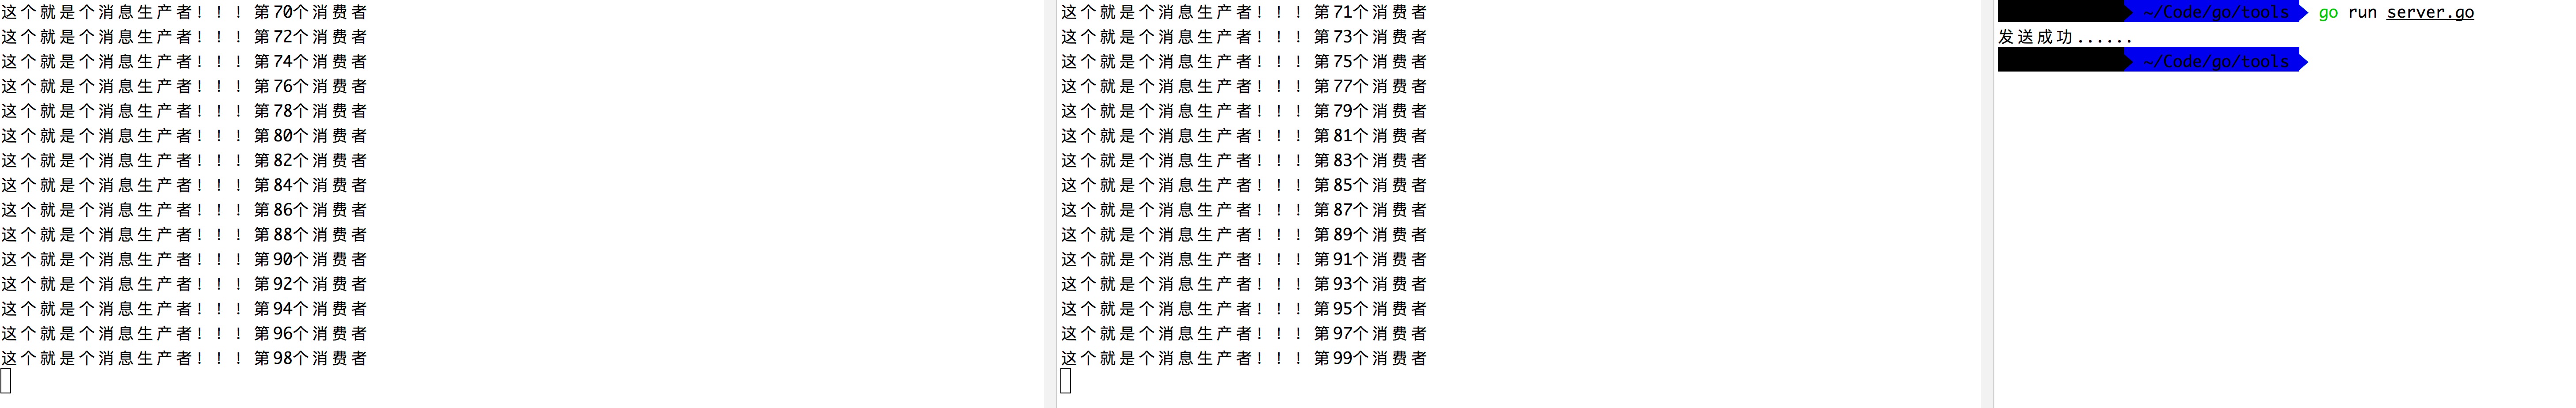 这个就是个消息生产者！！！第70个消费者
这个就是个消息生产者！！！第72个消费者
这个就是个消息生产者！！！第74个消费者
这个就是个消息生产者！！！第76个消费者
这个就是个消息生产者！！！第78个消费者
这个就是个消息生产者！！！第80个消费者
这个就是个消息生产者！！！第82个消费者
这个就是个消息生产者！！！第84个消费者
这个就是个消息生产者！！！第86个消费者
这个就是个消息生产者！！！第88个消费者
这个就是个消息生产者！！！第90个消费者
这个就是个消息生产者！！！第92个消费者
这个就是个消息生产者！！！第94个消费者
这个就是个消息生产者！！！第96个消费者
这个就是个消息生产者！！！第98个消费者
这个就是个消息生产者！！！第71个消费者
这个就是个消息生产者！！！第73个消费者
这个就是个消息生产者！！！第75个消费者
这个就是个消息生产者！！！第77个消费者
这个就是个消息生产者！！！第79个消费者
这个就是个消息生产者！！！第81个消费者
这个就是个消息生产者！！！第83个消费者
这个就是个消息生产者！！！第85个消费者
这个就是个消息生产者！！！第87个消费者
这个就是个消息生产者！！！第89个消费者
这个就是个消息生产者！！！第91个消费者
这个就是个消息生产者！！！第93个消费者
这个就是个消息生产者！！！第95个消费者
这个就是个消息生产者！！！第97个消费者
这个就是个消息生产者！！！第99个消费者
~/Code/go/tools go run server.go
发送成功......
~/Code/go/tools